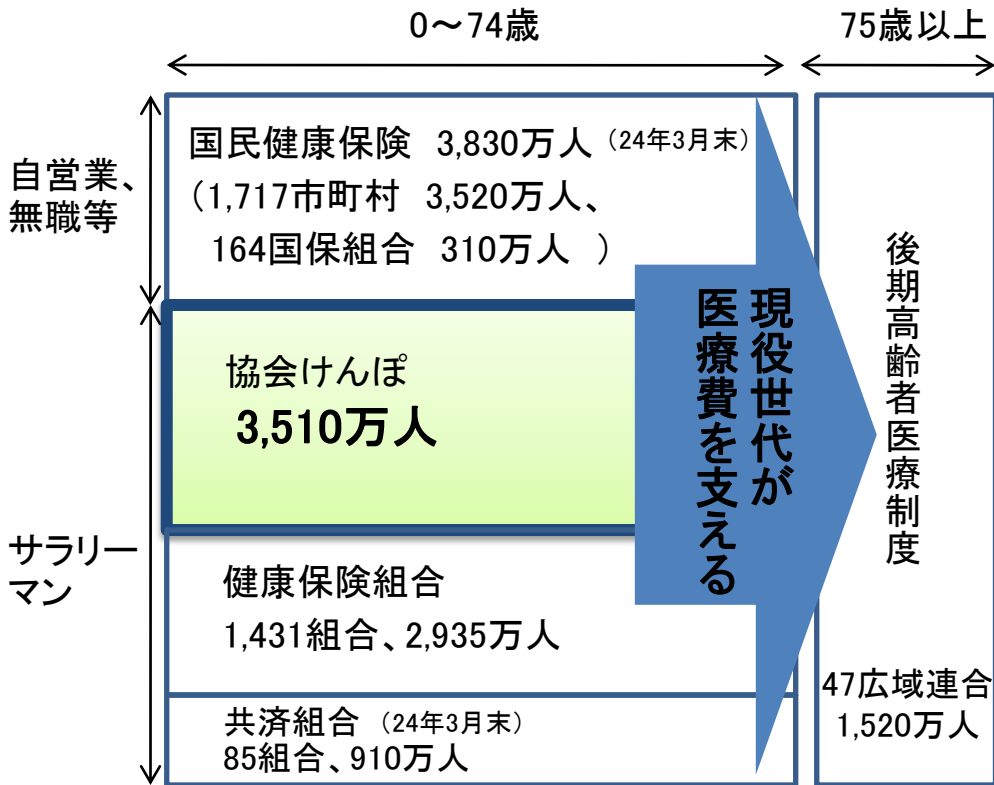 0～74歳
75歳以上
自営業、
無職等
国民健康保険 3,830万人 (24年3月末)
(1,717市町村 3,520万人、
164国保組合 310万人 )
協会けんぽ
3,510万人
サラリー
マン
健康保険組合
1,431組合、2,935万人
共済組合 (24年3月末)
85組合、910万人
現役世代が
医療費を支える
後期高齢者医療制度
47広域連合
1,520万人